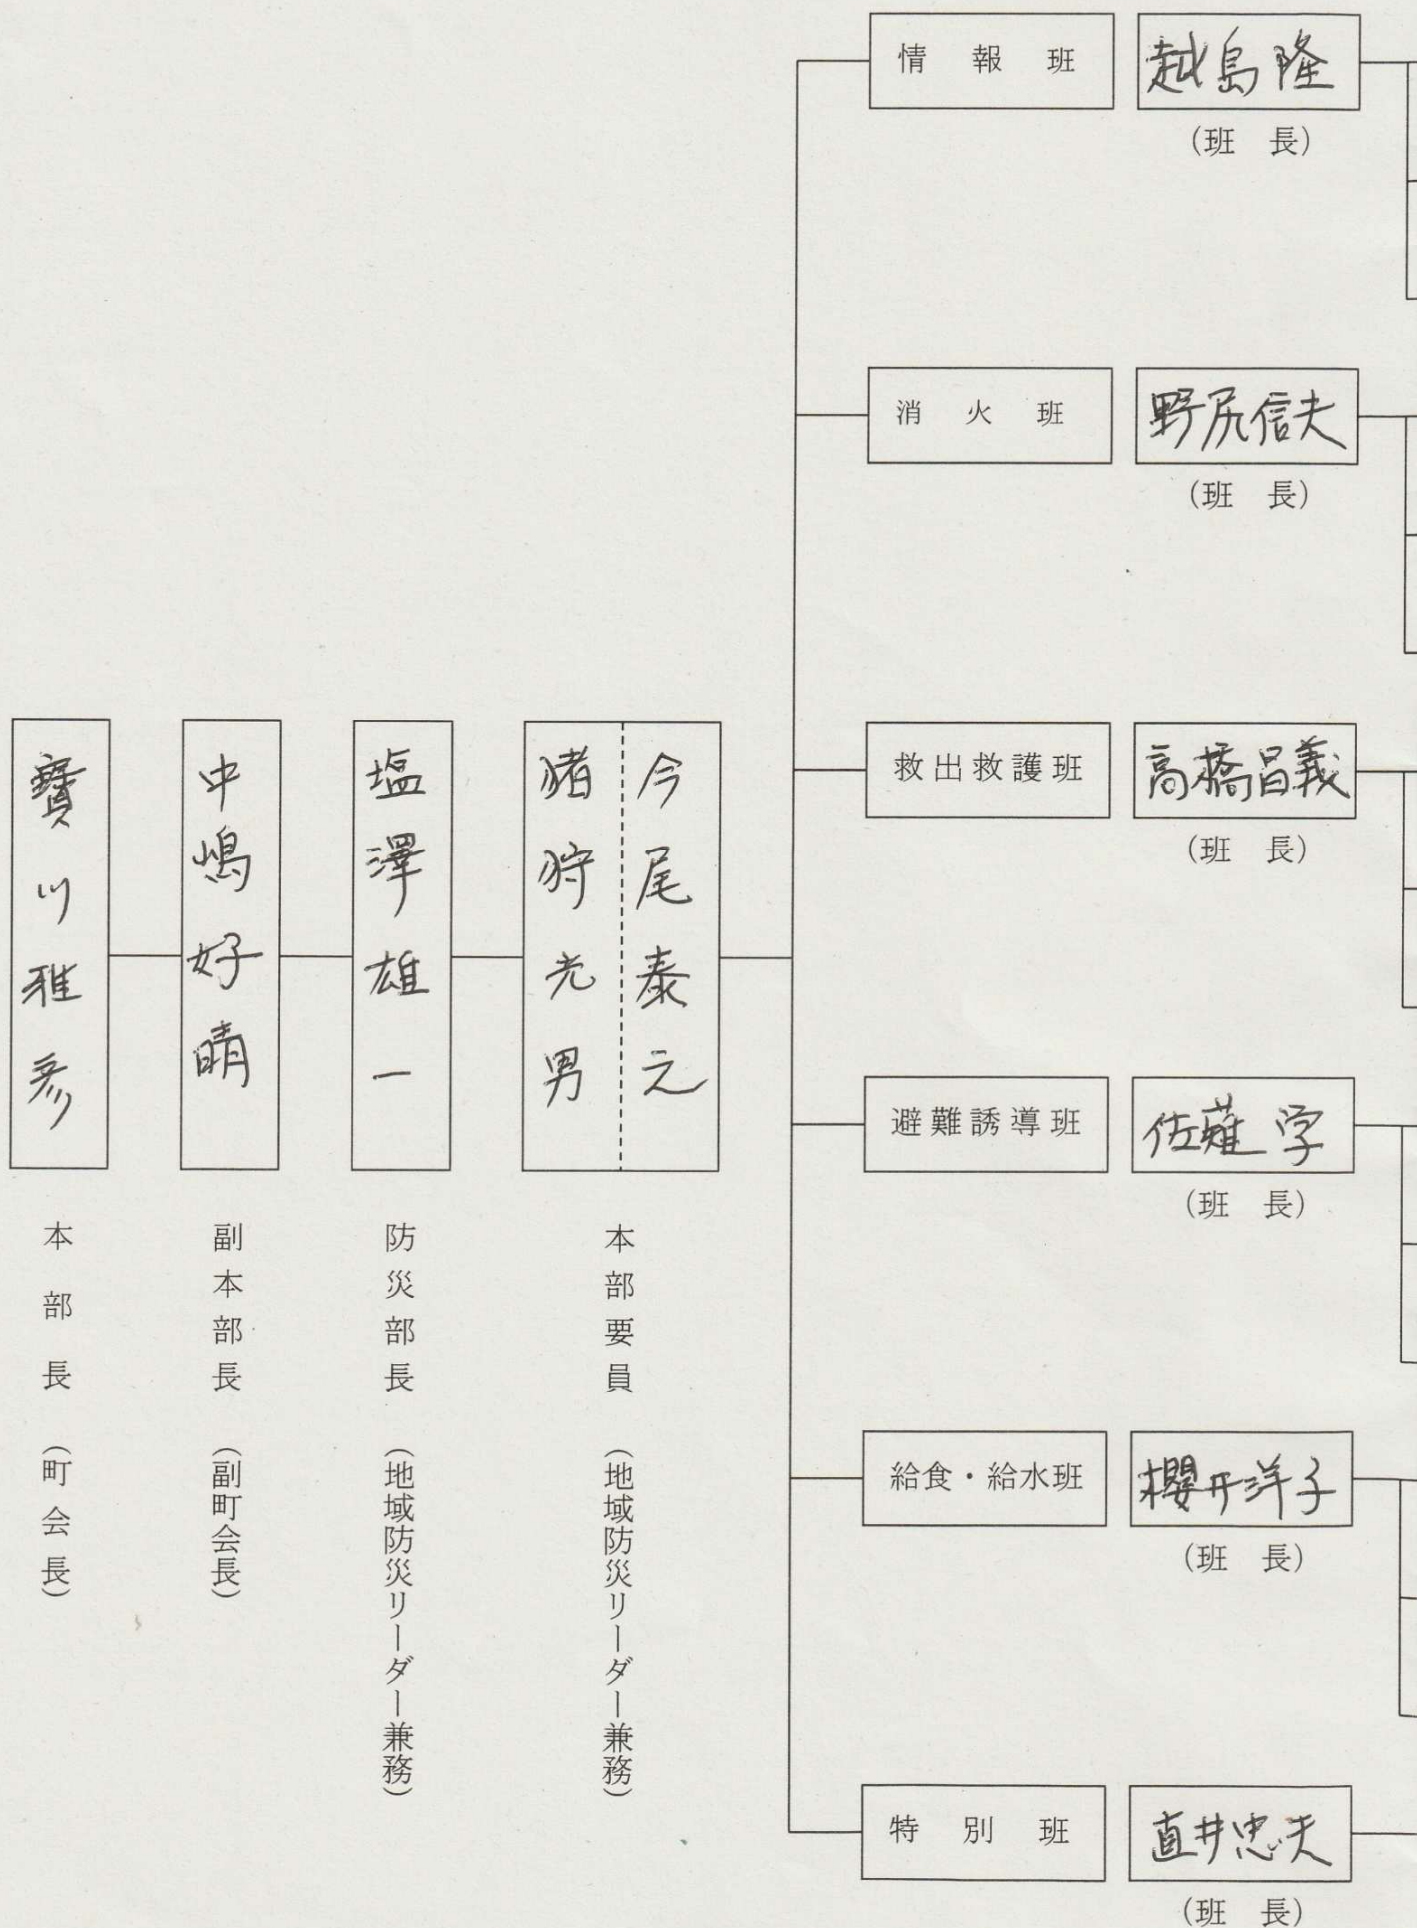 寳川雅彦
本部長（町会長）
中嶋好晴
副本部長（副町会長）
塩澤雄一
防災部長（地域防災リーダー兼務）
今尾泰元
猪狩光男
本部要員（地域防災リーダー兼務）
情報班 越島隆
（班長）
消火班 野尻信夫
（班長）
救出救護班 高橋昌義
（班長）
避難誘導班 佐薙 学
（班長）
給食・給水班 櫻井洋子
（班長）
特別班 直井忠夫
（班長）